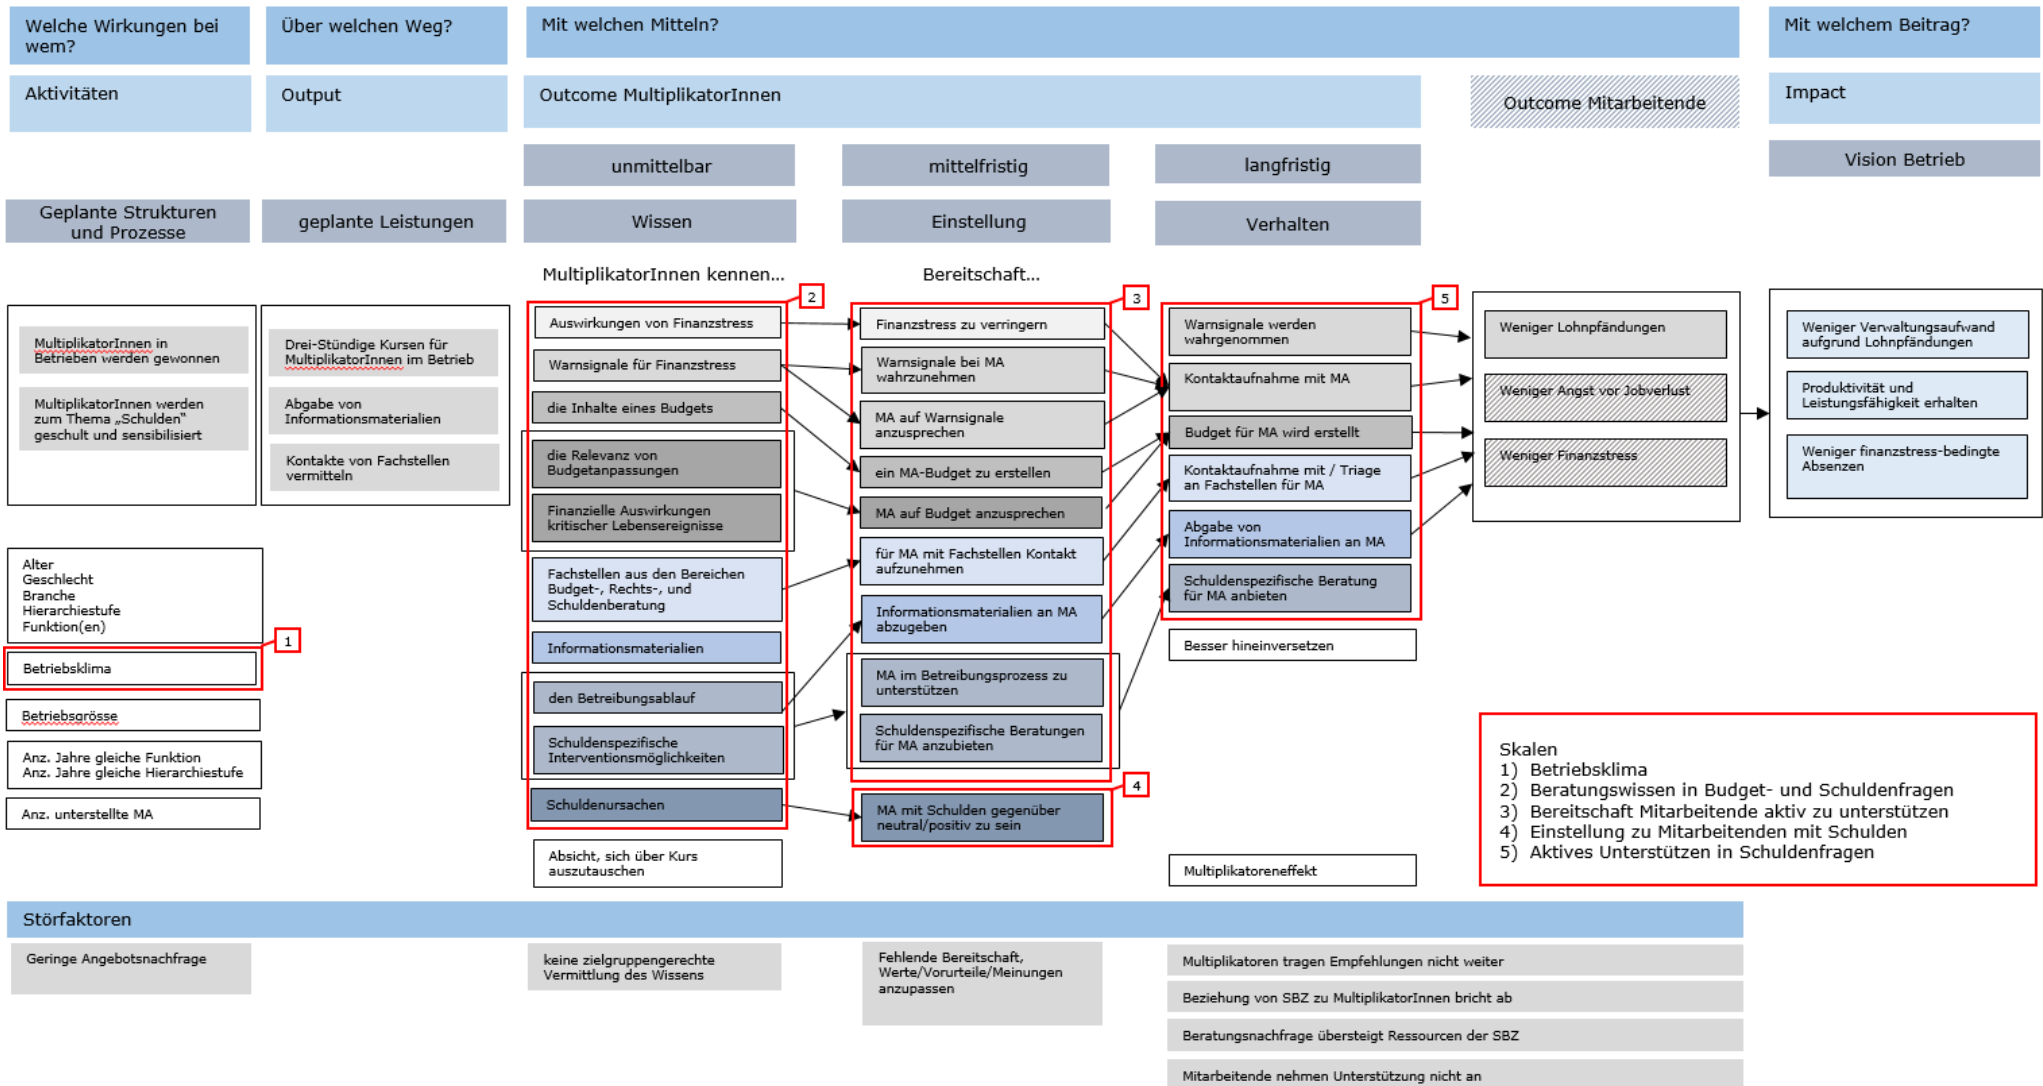 Welche Wirkungen bei
wem?
Über welchen Weg?
Mit welchen Mitteln?
Mit welchem Beitrag?
Aktivitäten
Output
Outcome MultiplikatorInnen
Outcome Mitarbeitende
Impact
unmittelbar
mittelfristig
langfristig
Vision Betrieb
Geplante Strukturen
und Prozesse
geplante Leistungen
Wissen
Einstellung
Verhalten
MultiplikatorInnen kennen...
Bereitschaft...
MultiplikatorInnen in
Betrieben werden gewonnen
MultiplikatorInnen werden
zum Thema „Schulden“
geschult und sensibilisiert
Drei-Stündige Kursen für
MultiplikatorInnen im Betrieb
Abgabe von
Informationsmaterialien
Kontakte von Fachstellen
vermitteln
2
Auswirkungen von Finanzstress
Warnsignale für Finanzstress
die Inhalte eines Budgets
die Relevanz von
Budgetanpassungen
Finanzielle Auswirkungen
kritischer Lebensereignisse
Fachstellen aus den Bereichen
Budget-, Rechts-, und
Schuldenberatung
Informationsmaterialien
den Betreibungsablauf
Schuldenspezifische
Interventionsmöglichkeiten
Schuldenursachen
Absicht, sich über Kurs
auszutauschen
3
Finanzstress zu verringern
Warnsignale bei MA
wahrzunehmen
MA auf Warnsignale
anzusprechen
ein MA-Budget zu erstellen
MA auf Budget anzusprechen
für MA mit Fachstellen Kontakt
aufzunehmen
Informationsmaterialien an MA
abzugeben
MA im Betreibungsprozess zu
unterstützen
Schuldenspezifische Beratungen
für MA anzubieten
4
MA mit Schulden gegenüber
neutral/positiv zu sein
5
Warnsignale werden
wahrgenommen
Kontaktaufnahme mit MA
Budget für MA wird erstellt
Kontaktaufnahme mit / Triage
an Fachstellen für MA
Abgabe von
Informationsmaterialien an MA
Schuldenspezifische Beratung
für MA anbieten
Besser hineinversetzen
Multiplikatoreneffekt
Weniger Lohnpfändungen
Weniger Angst vor Jobverlust
Weniger Finanzstress
Weniger Verwaltungsaufwand
aufgrund Lohnpfändungen
Produktivität und
Leistungsfähigkeit erhalten
Weniger finanzstress-bedingte
Absenzen
Alter
Geschlecht
Branche
Hierarchiestufe
Funktion(en)
1
Betriebsklima
Betriebsgrösse
Anz. Jahre gleiche Funktion
Anz. Jahre gleiche Hierarchiestufe
Anz. unterstellte MA
Skalen
1) Betriebsklima
2) Beratungswissen in Budget- und Schuldenfragen
3) Bereitschaft Mitarbeitende aktiv zu unterstützen
4) Einstellung zu Mitarbeitenden mit Schulden
5) Aktives Unterstützen in Schuldenfragen
Störfaktoren
Geringe Angebotsnachfrage
keine zielgruppengerechte
Vermittlung des Wissens
Fehlende Bereitschaft,
Werte/Vorurteile/Meinungen
anzupassen
Multiplikatoren tragen Empfehlungen nicht weiter
Beziehung von SBZ zu MultiplikatorInnen bricht ab
Beratungsnachfrage übersteigt Ressourcen der SBZ
Mitarbeitende nehmen Unterstützung nicht an